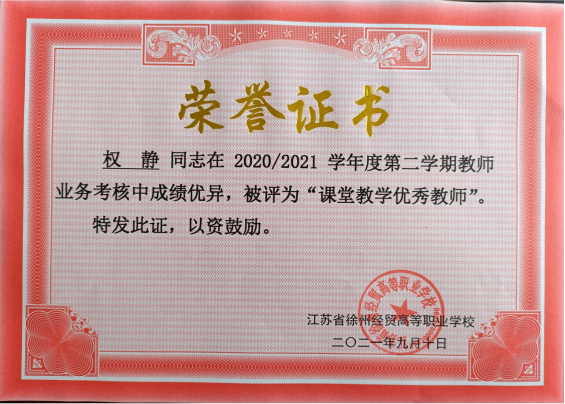 荣誉证书
权 静 同志在 2020/2021 学年度第二学期教师
业务考核中成绩优异，被评为“课堂教学优秀教师”。
特发此证，以资鼓励。
江苏省徐州经贸高等职业学校
二〇二一年九月十日